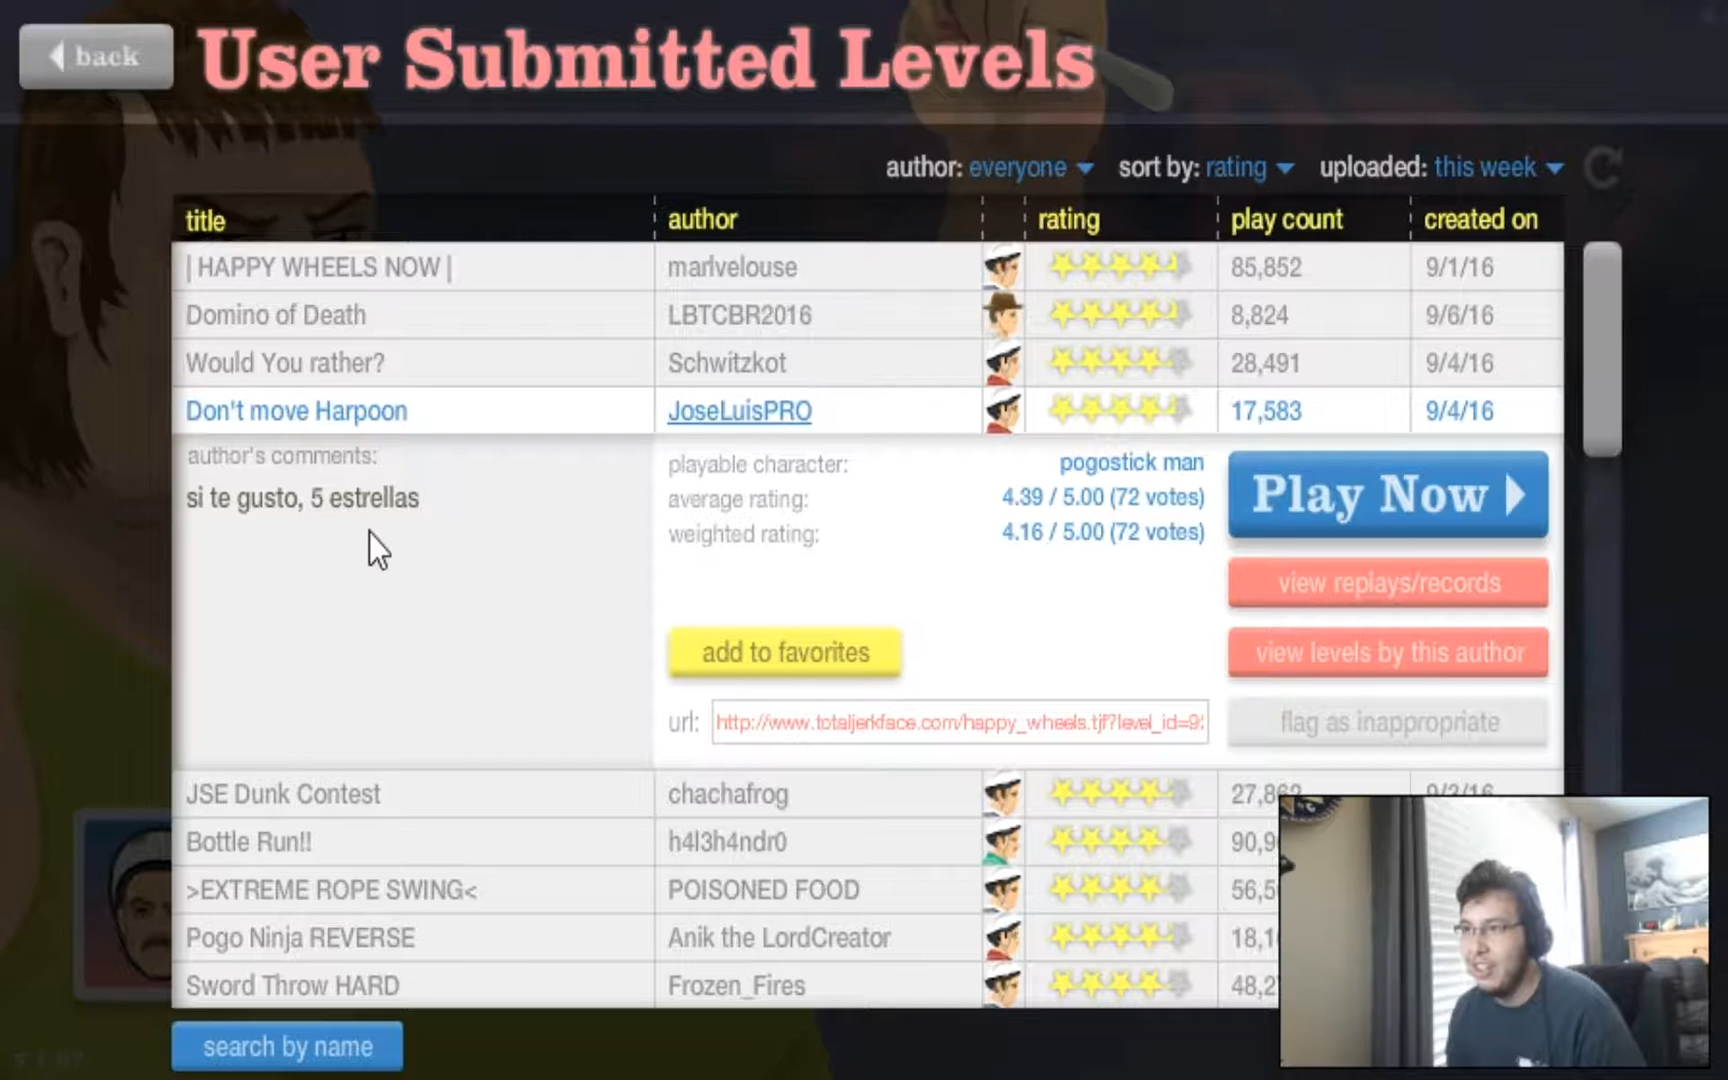 back
User Submitted Levels
author: everyone sort by: rating uploaded: this week
title author rating play count created on
| HAPPY WHEELS NOW | marlvelouse 85,852 9/1/16
Domino of Death LBTCBR2016 8,824 9/6/16
Would You rather? Schwitzkot 28,491 9/4/16
Don't move Harpoon JoseLuisPRO 17,583 9/4/16
author's comments:
si te gusto, 5 estrellas
playable character: pogostick man
average rating: 4.39 / 5.00 (72 votes)
weighted rating: 4.16 / 5.00 (72 votes)
Play Now
view replays/records
add to favorites
view levels by this author
url: http://www.totaljerkface.com/happy_wheels.tjf?level_id=9
flag as inappropriate
JSE Dunk Contest chachafrog
Bottle Run!! h4l3h4ndr0
>EXTREME ROPE SWING< POISONED FOOD
Pogo Ninja REVERSE Anik the LordCreator
Sword Throw HARD Frozen_Fires
search by name